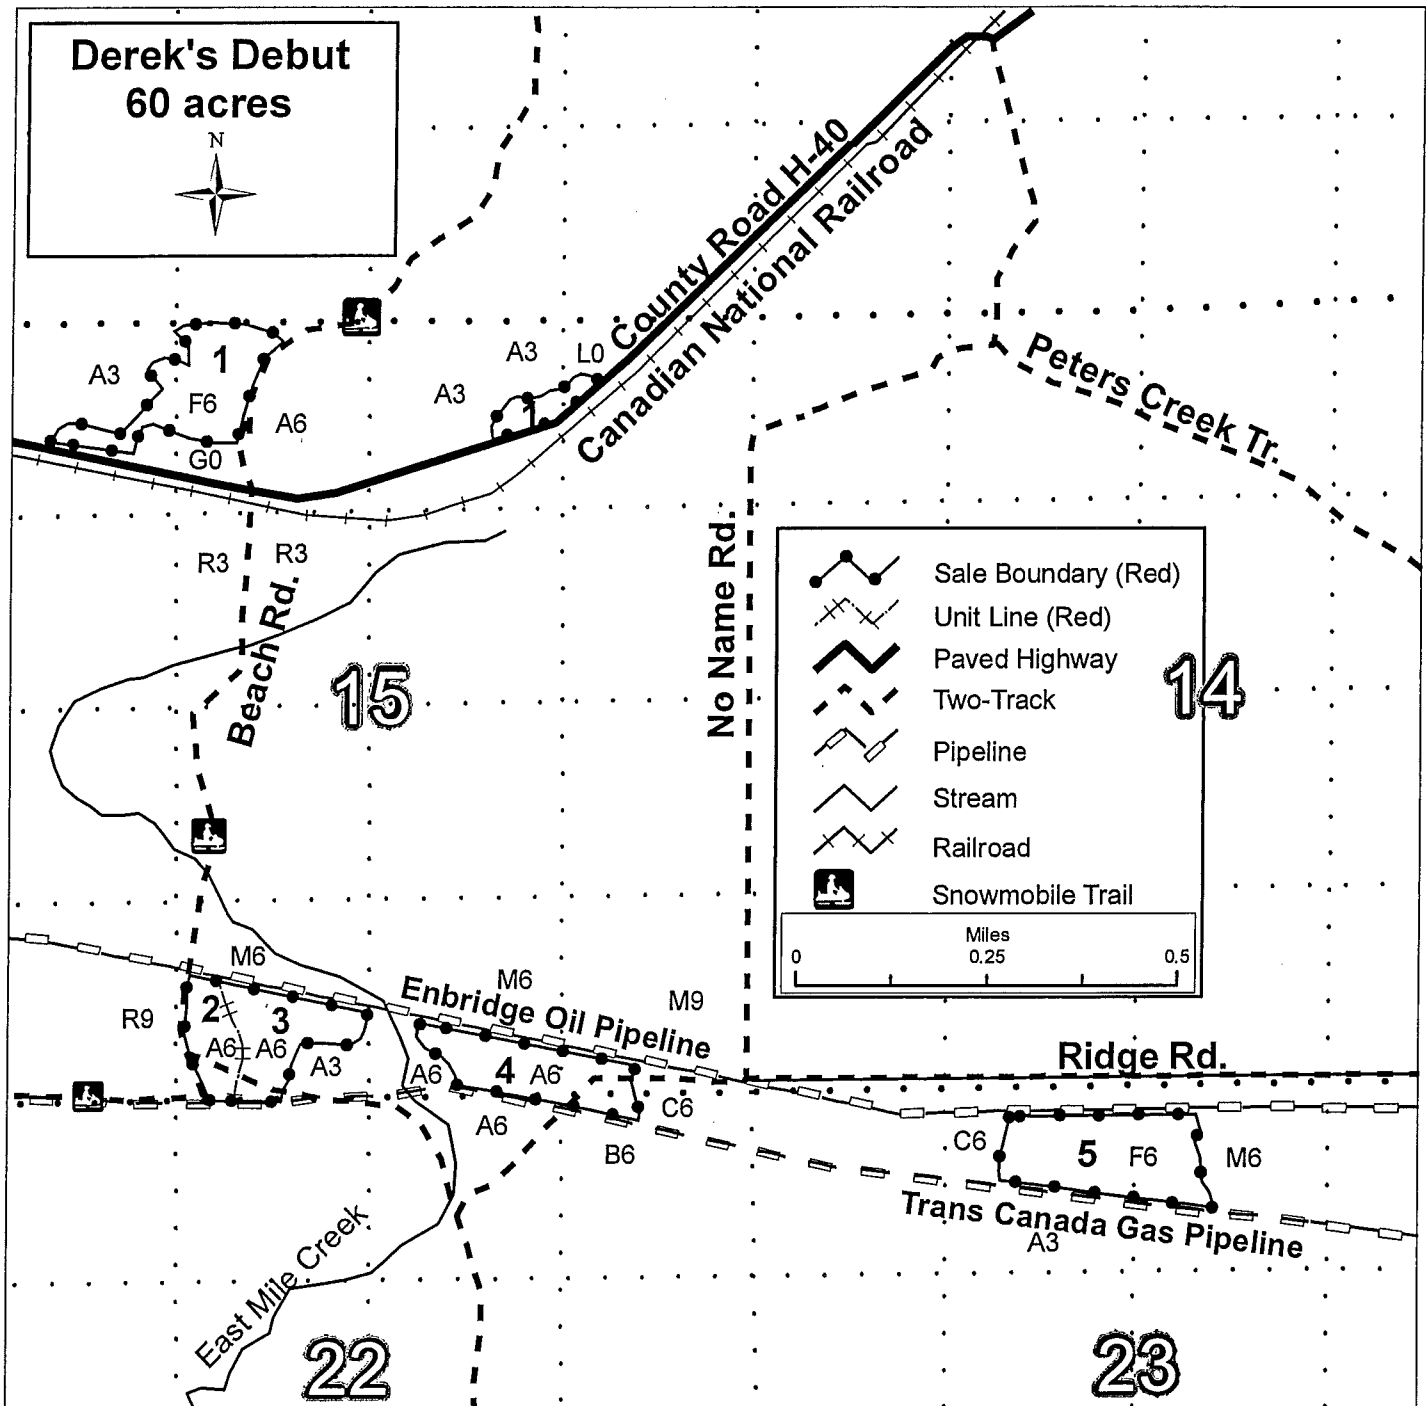 Derek's Debut
60 acres
N
County Road H-40
Canadian National Railroad
A3
L0
1
A3
A3
1
F6
A6
G0
Peters Creek Tr.
R3
R3
Beach Rd.
No Name Rd.
15
14
Sale Boundary (Red)
Unit Line (Red)
Paved Highway
Two-Track
Pipeline
Stream
Railroad
Snowmobile Trail
Miles
0
0.25
0.5
M6
M6
M9
Enbridge Oil Pipeline
R9
2
3
A6
A6
A3
A6
4
A6
C6
A6
B6
Ridge Rd.
C6
5
F6
M6
Trans Canada Gas Pipeline
A3
East Mile Creek
22
23